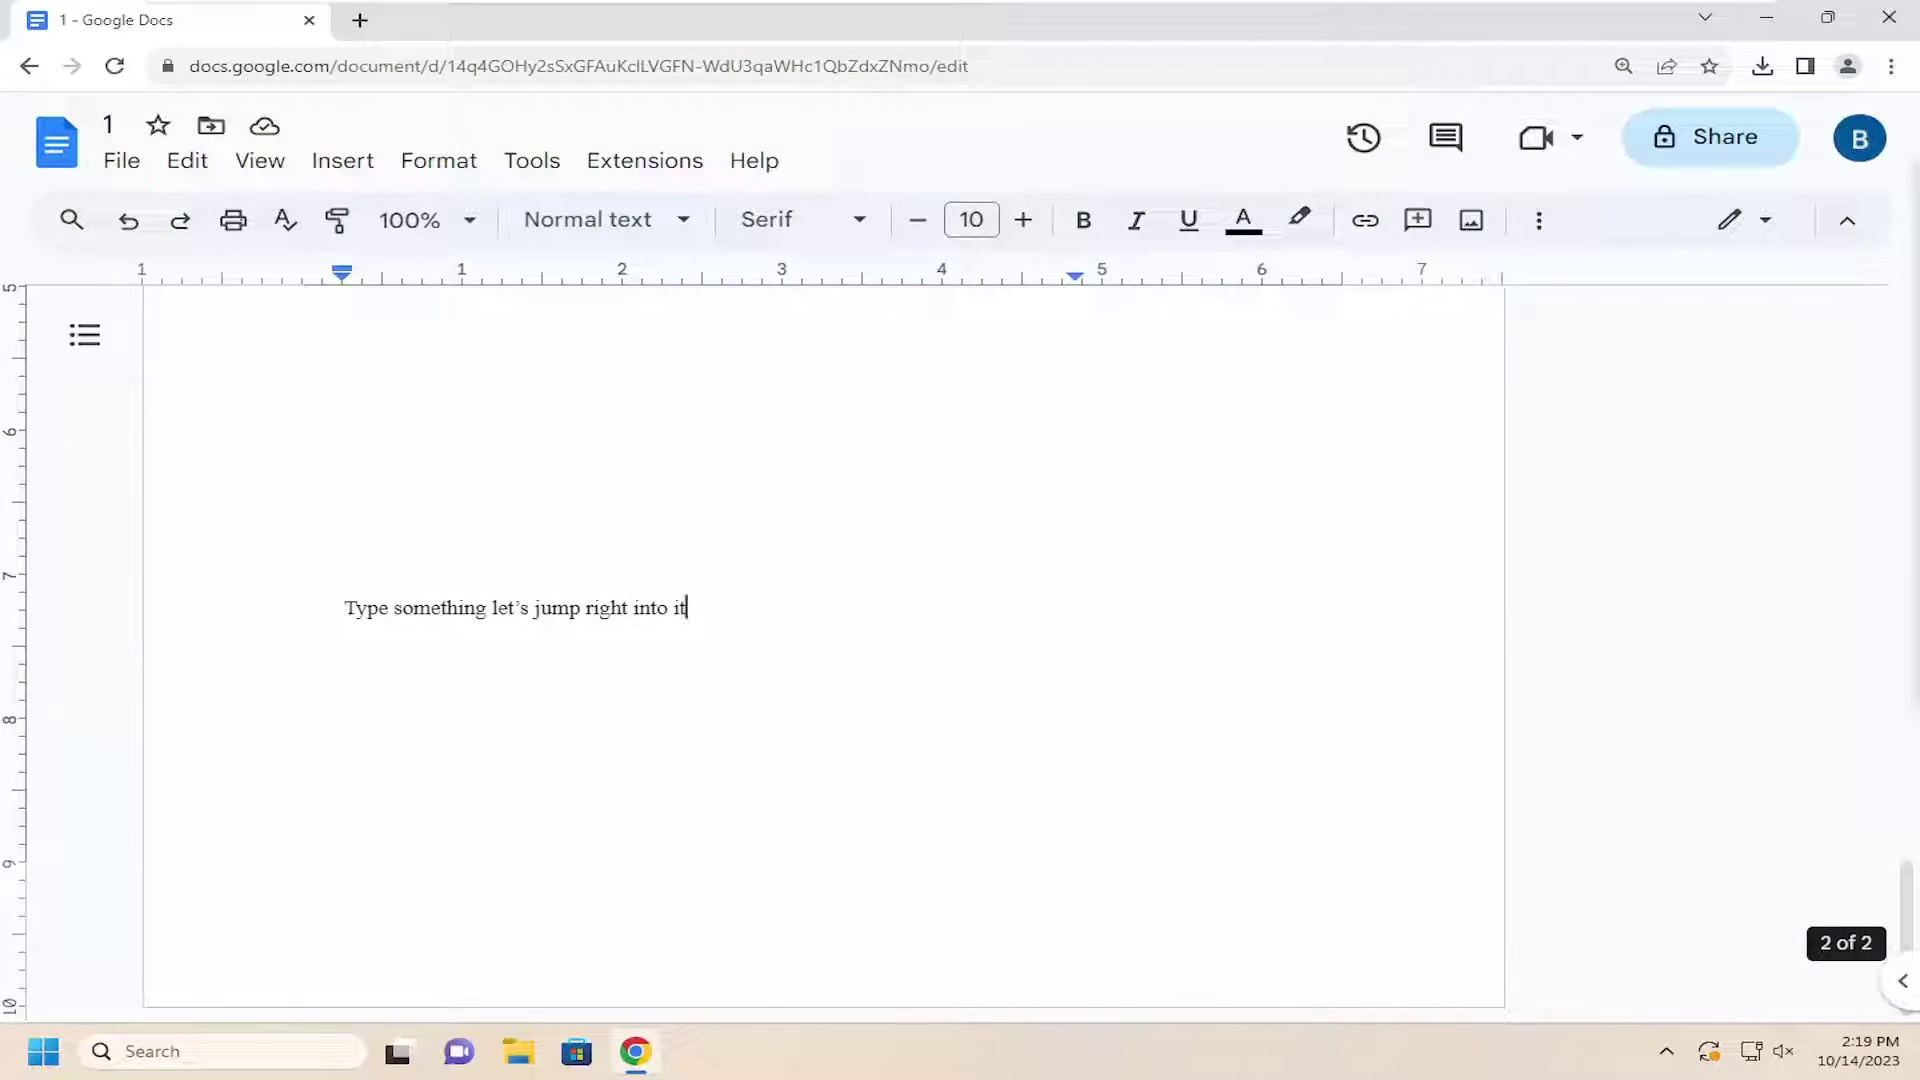 1 - Google Docs
docs.google.com/document/d/14q4GOHy2sSxGFAuKclLVGFN-WdU3qaWHc1QbZdxZNmo/edit
1
File Edit View Insert Format Tools Extensions Help
Share
B
100% Normal text Serif 10 B I U A
1 1 2 3 4 5 6 7
5
6
7
8
9
10
Type something let’s jump right into it
2 of 2
Search
2:19 PM
10/14/2023